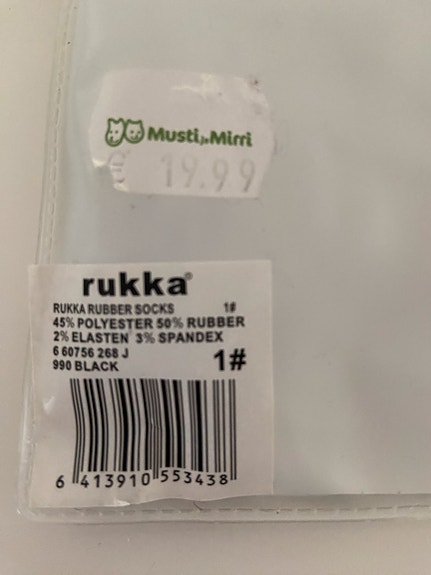 Musti ja Mirri
€ 19.99
rukka®
RUKKA RUBBER SOCKS 1#
45% POLYESTER 50% RUBBER
2% ELASTEN 3% SPANDEX
6 60756 268 J
990 BLACK 1#
6 413910 553438